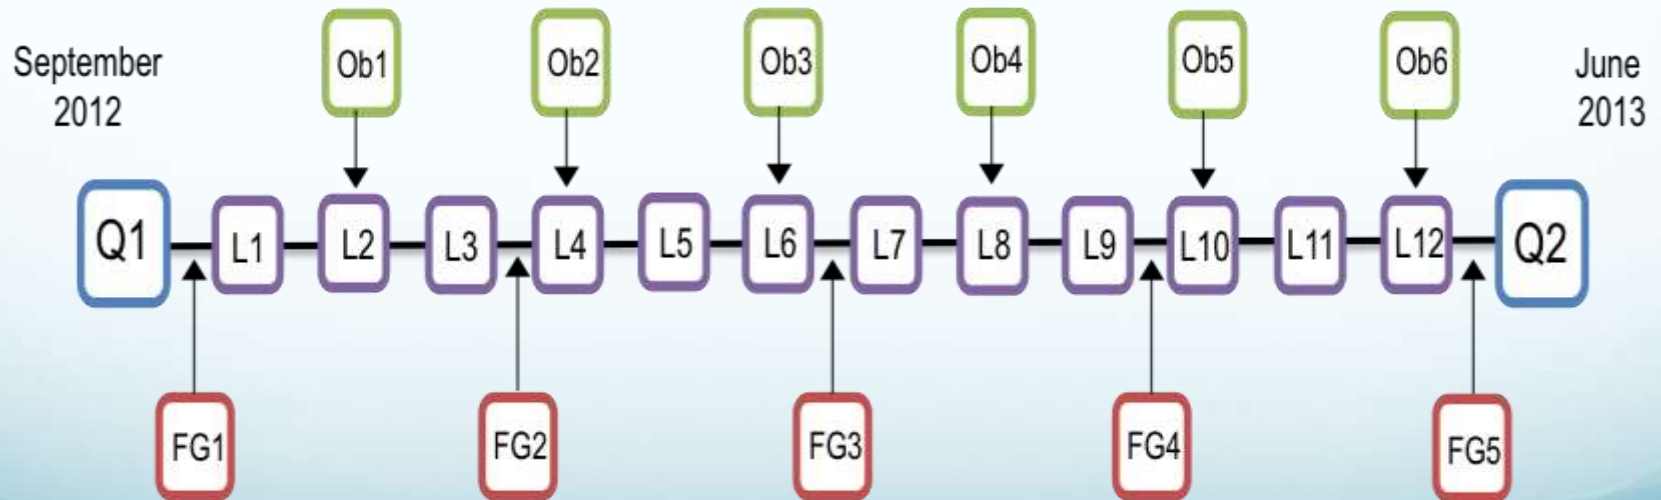 September
2012
Ob1
Ob2
Ob3
Ob4
Ob5
Ob6
June
2013
Q1
L1
L2
L3
L4
L5
L6
L7
L8
L9
L10
L11
L12
Q2
FG1
FG2
FG3
FG4
FG5